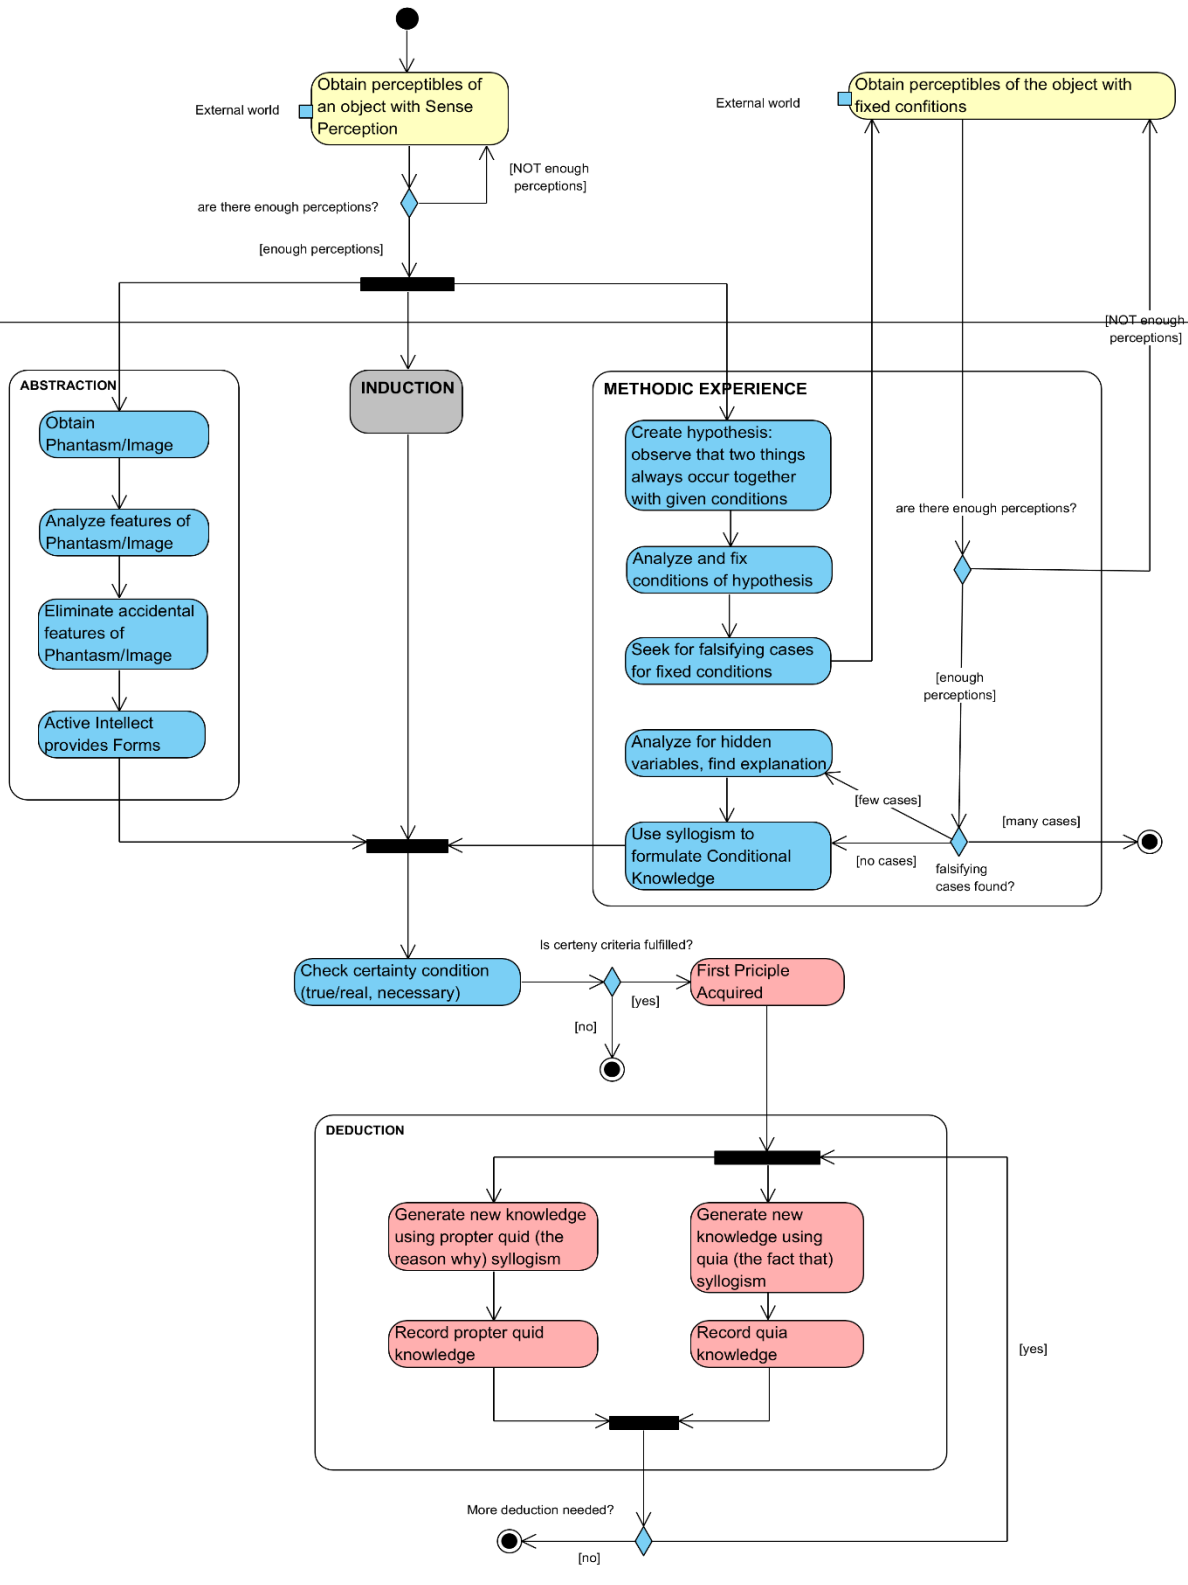 Obtain perceptibles of
an object with Sense
Perception
External world
[NOT enough
perceptions]
are there enough perceptions?
[enough perceptions]
Obtain perceptibles of the object with
fixed confitions
External world
[NOT enough
perceptions]
ABSTRACTION
Obtain
Phantasm/Image
Analyze features of
Phantasm/Image
Eliminate accidental
features of
Phantasm/Image
Active Intellect
provides Forms
INDUCTION
METHODIC EXPERIENCE
Create hypothesis:
observe that two things
always occur together
with given conditions
Analyze and fix
conditions of hypothesis
Seek for falsifying cases
for fixed conditions
are there enough perceptions?
[enough
perceptions]
Analyze for hidden
variables, find explanation
[few cases]
[many cases]
Use syllogism to
formulate Conditional
Knowledge
[no cases]
falsifying
cases found?
Check certainty condition
(true/real, necessary)
Is certeny criteria fulfilled?
[yes]
[no]
First Priciple
Acquired
DEDUCTION
Generate new knowledge
using propter quid (the
reason why) syllogism
Generate new
knowledge using
quia (the fact that)
syllogism
Record propter quid
knowledge
Record quia
knowledge
[yes]
More deduction needed?
[no]